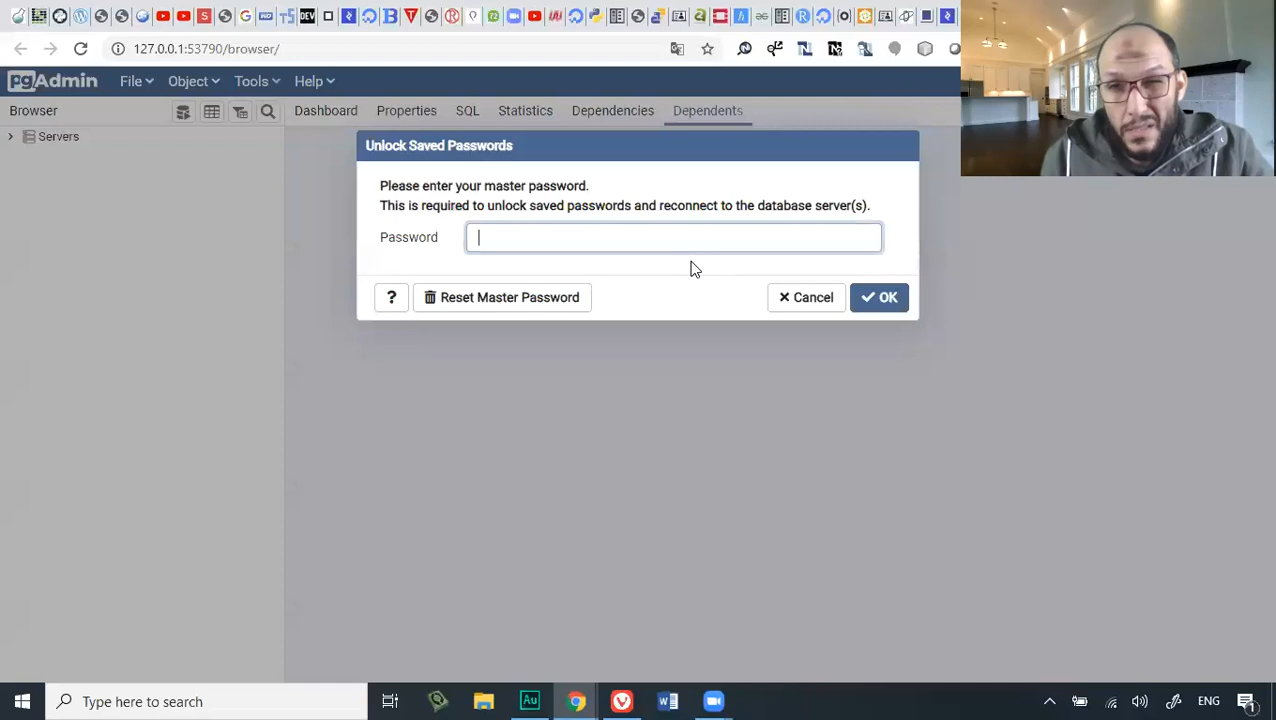 127.0.0.1:53790/browser/
pgAdmin File Object Tools Help
Browser Dashboard Properties SQL Statistics Dependencies Dependents
Servers
Unlock Saved Passwords
Please enter your master password.
This is required to unlock saved passwords and reconnect to the database server(s).
Password
? Reset Master Password Cancel OK
Type here to search Au ENG 1